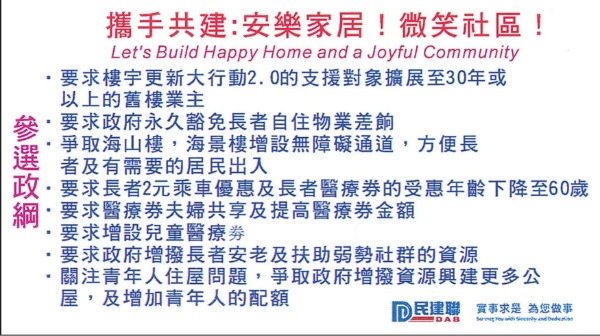 攜手共建:安樂家居！微笑社區！
Let's Build Happy Home and a Joyful Community
參選政綱
・要求樓宇更新大行動2.0的支援對象擴展至30年或
以上的舊樓業主
・要求政府永久豁免長者自住物業差餉
・爭取海山樓，海景樓增設無障礙通道，方便長
者及有需要的居民出入
・要求長者2元乘車優惠及長者醫療券的受惠年齡下降至60歲
・要求醫療券夫婦共享及提高醫療券金額
・要求增設兒童醫療券
・要求政府增撥長者安老及扶助弱勢社群的資源
・關注青年人住屋問題，爭取政府增撥資源興建更多公
屋，及增加青年人的配額
民建聯
DAB
實事求是 為您做事
Serving You with Sincerity and Dedication